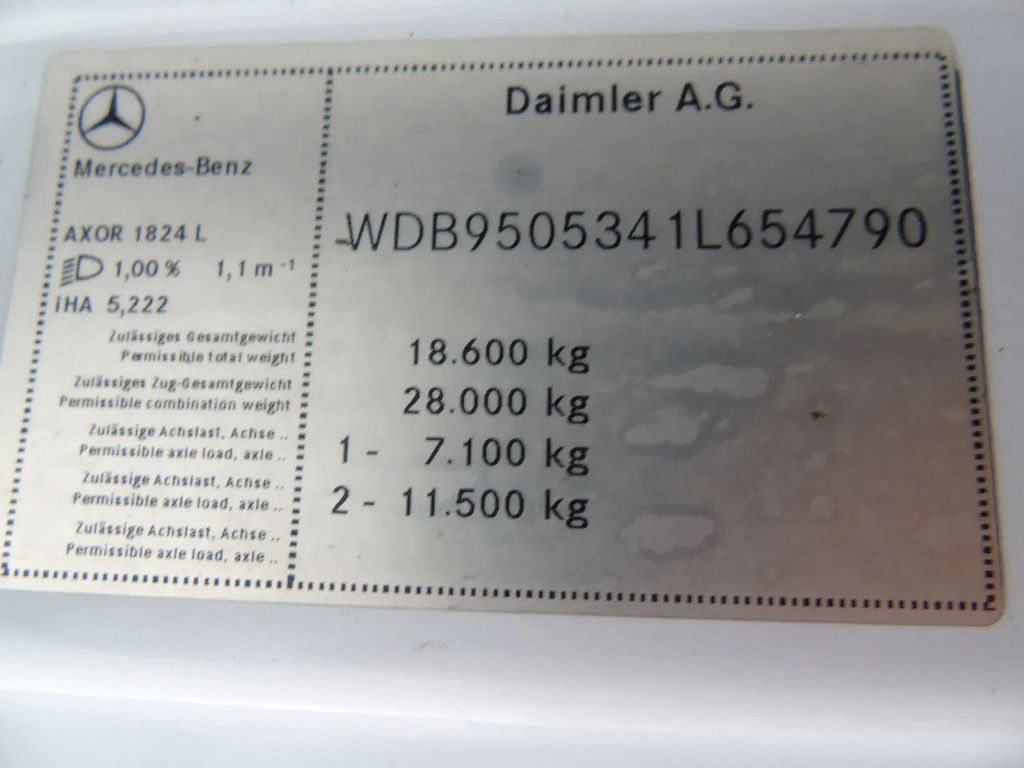 Daimler A.G.
Mercedes-Benz
WDB9505341L654790
AXOR 1824 L
1,00 % 1,1 m -1
iHA 5,222
Zulässiges Gesamtgewicht
Permissible total weight
18.600 kg
Zulässiges Zug-Gesamtgewicht
Permissible combination weight
28.000 kg
Zulässige Achslast, Achse ..
Permissible axle load, axle ..
1 - 7.100 kg
Zulässige Achslast, Achse ..
Permissible axle load, axle ..
2 - 11.500 kg
Zulässige Achslast, Achse ..
Permissible axle load, axle ..